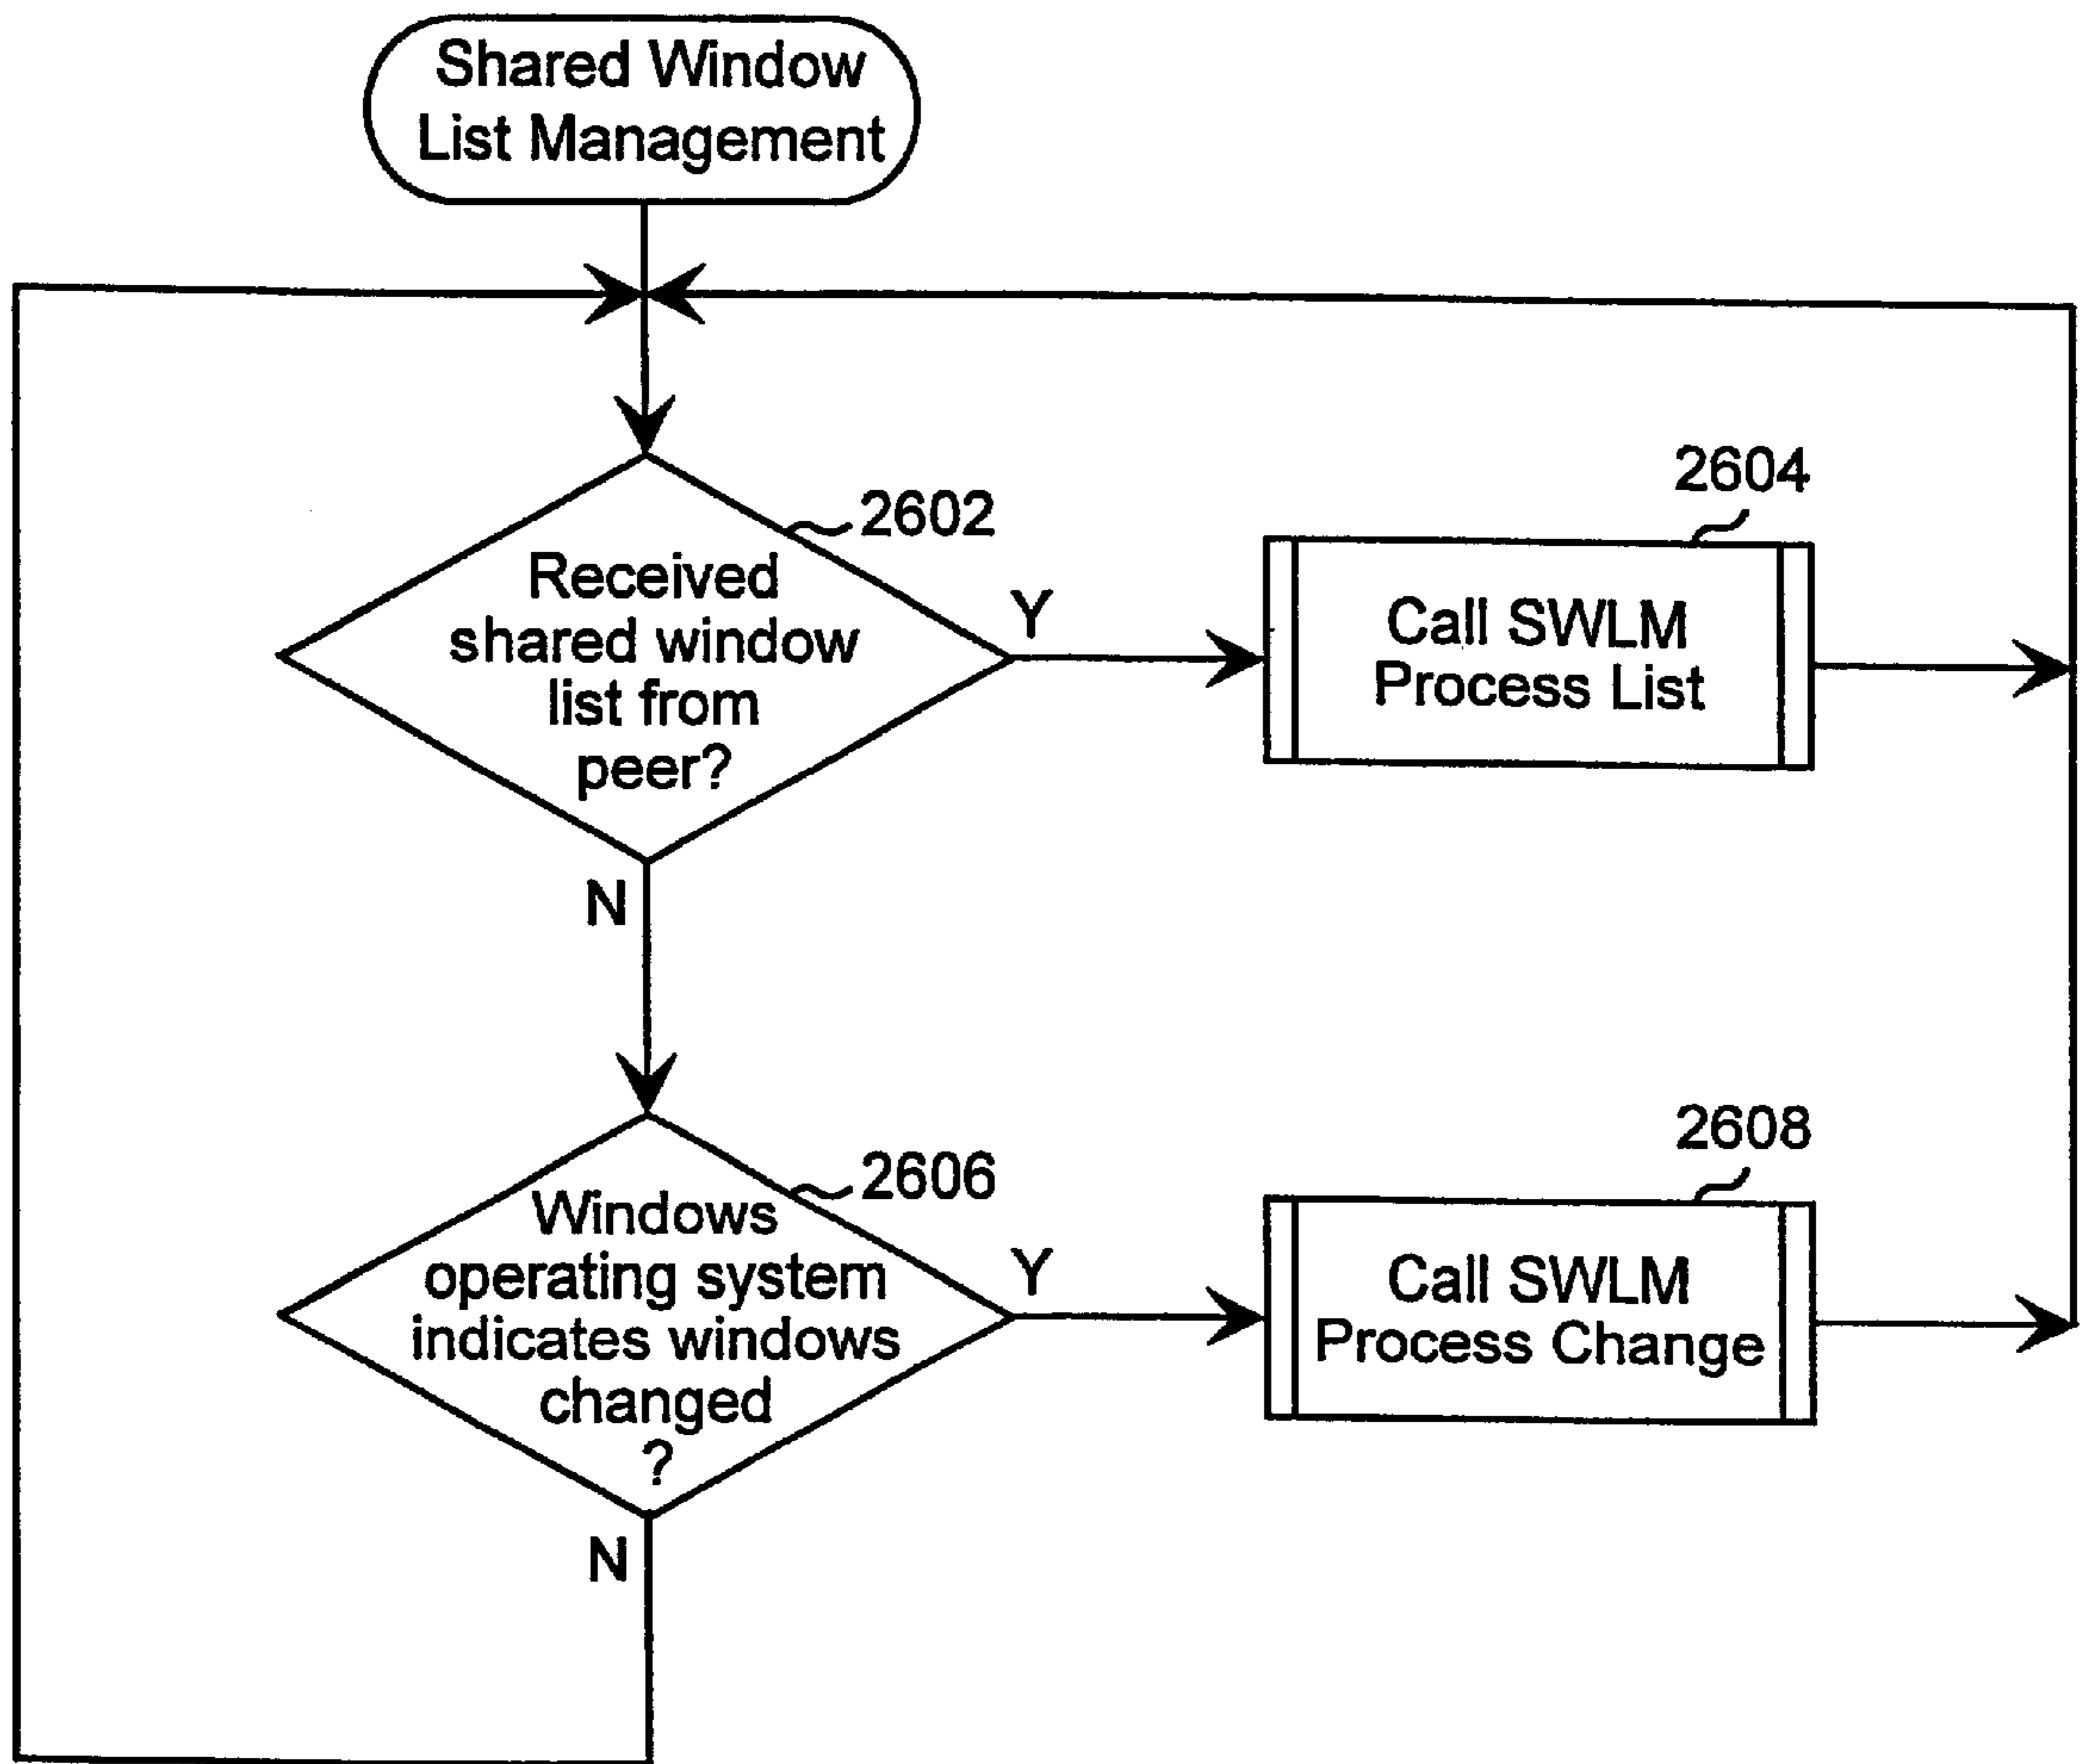 Shared Window
List Management
2602
Received
shared window
list from
peer?
Y
2604
Call SWLM
Process List
N
2606
Windows
operating system
indicates windows
changed
?
Y
2608
Call SWLM
Process Change
N